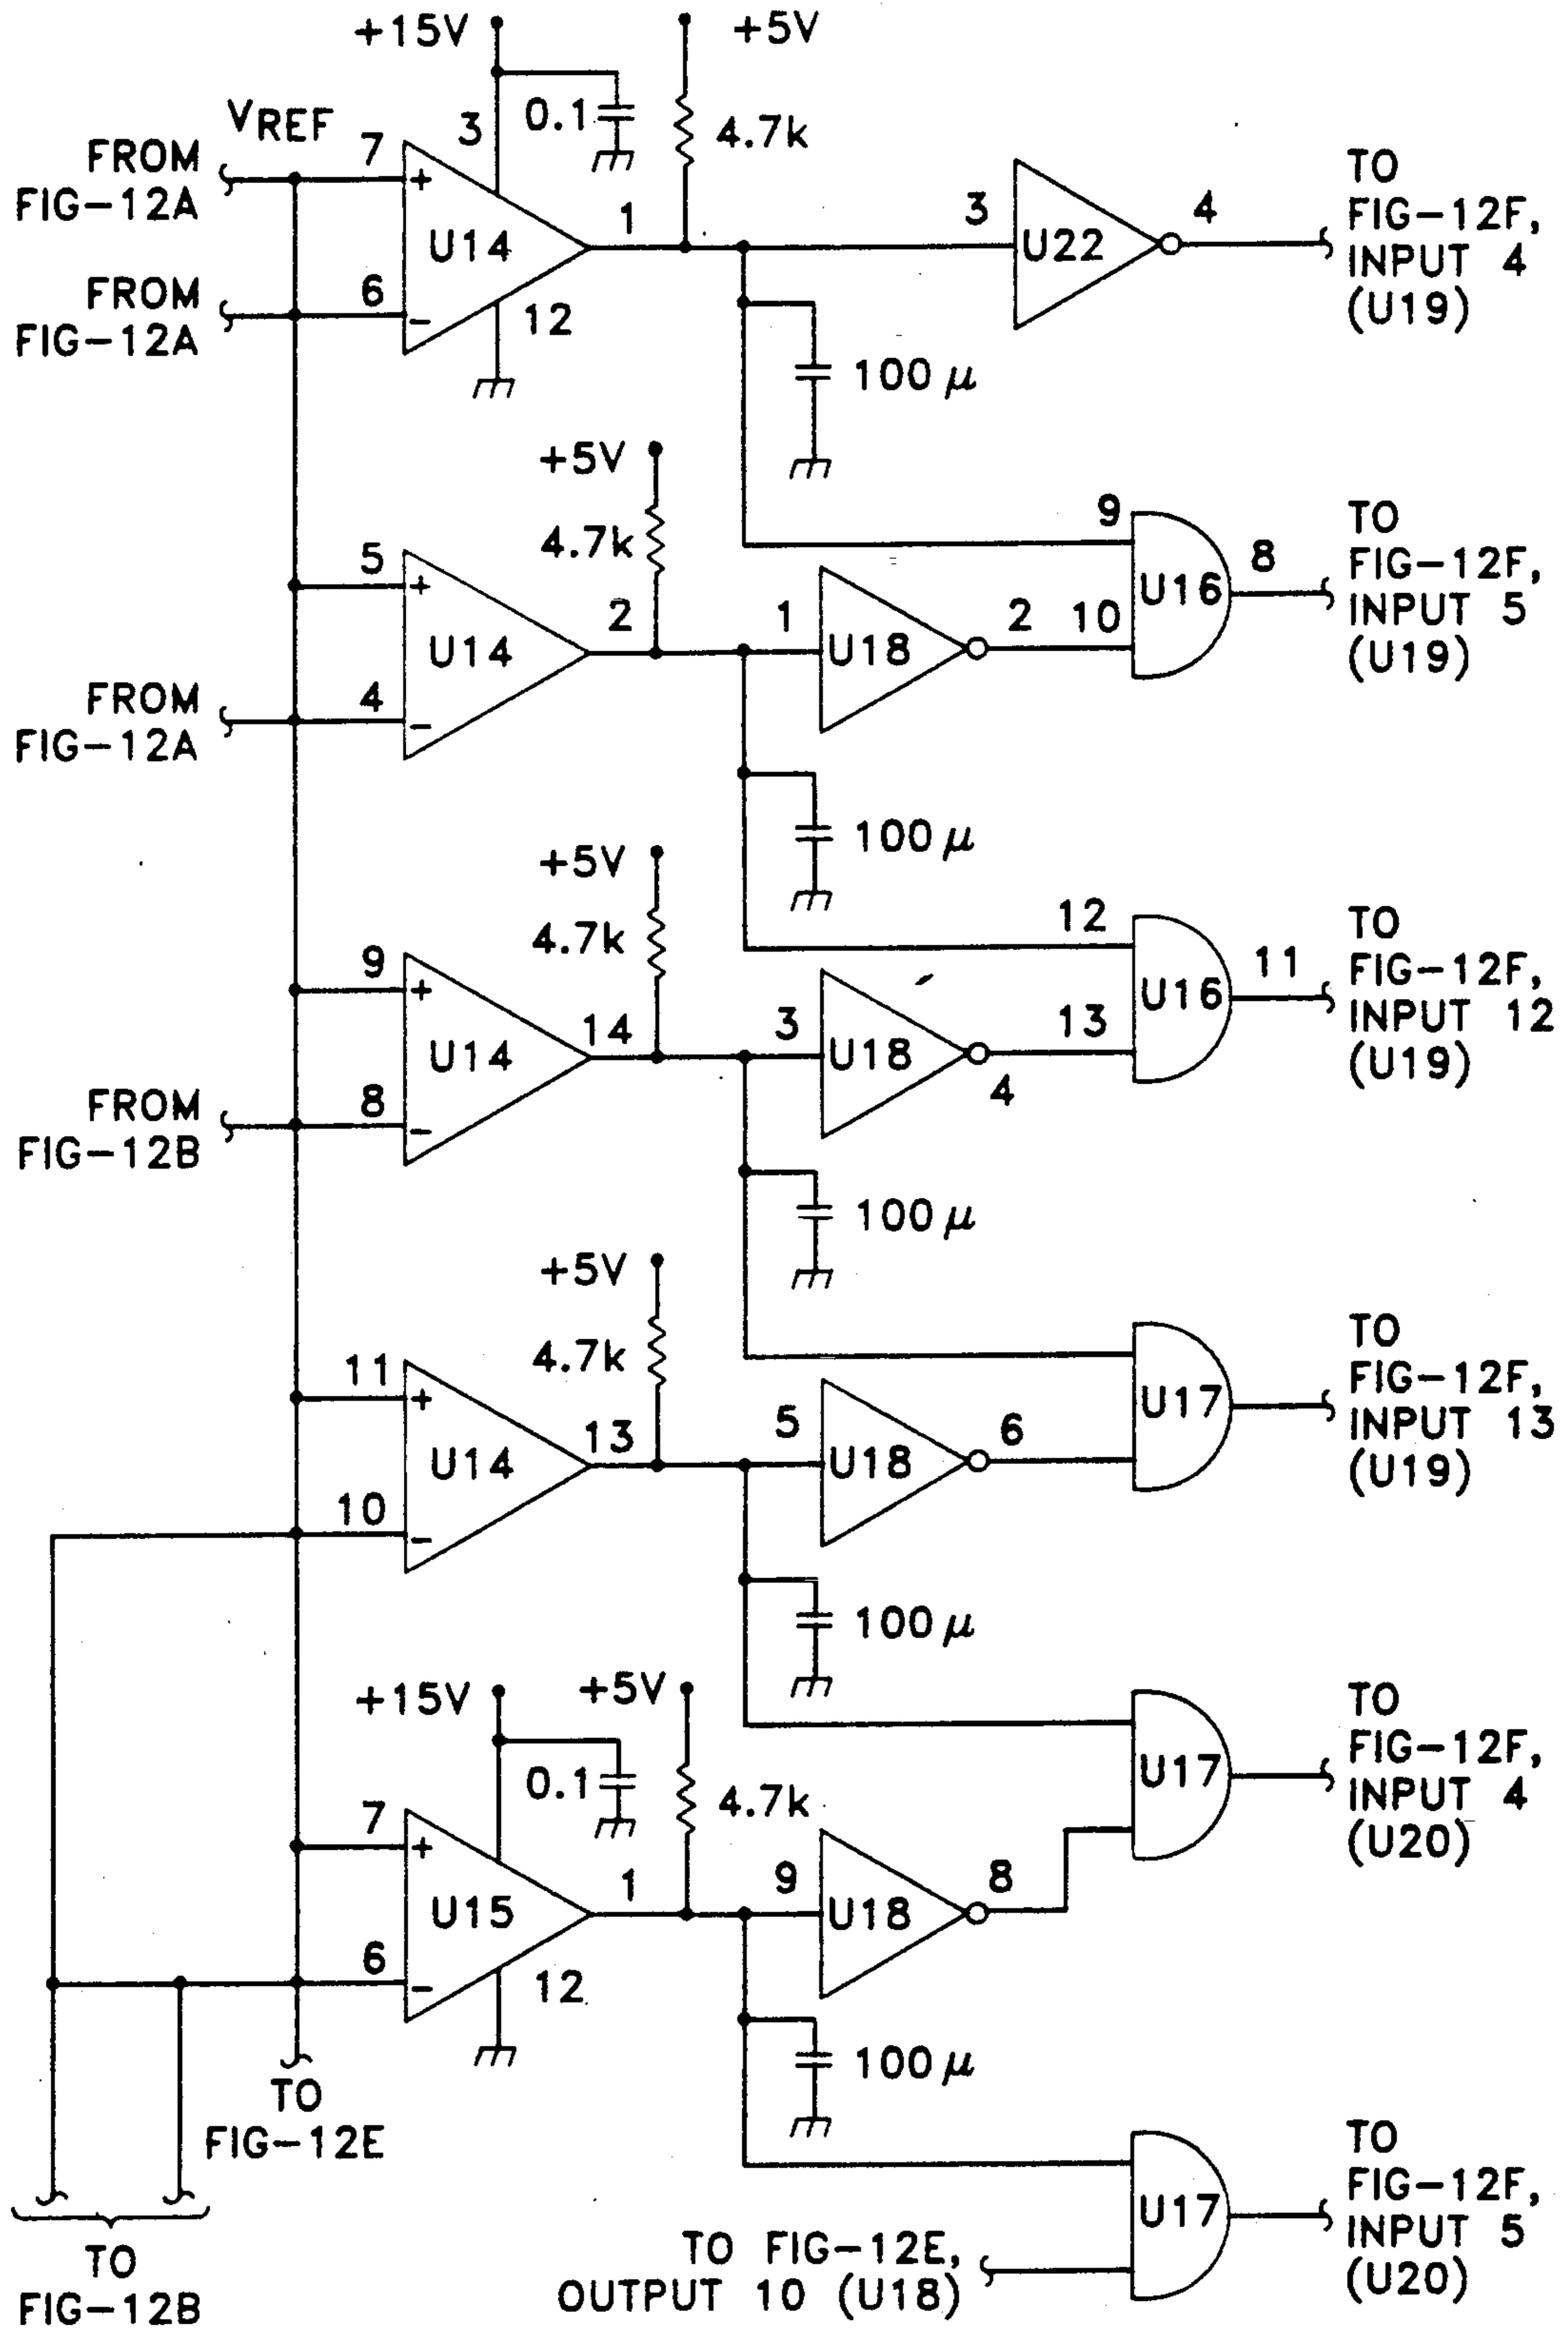 +15V
+5V
VREF
3
0.1
4.7k
FROM
FIG-12A
7
+
U14
1
3
U22
4
TO
FIG-12F,
INPUT 4
(U19)
FROM
FIG-12A
6
-
12
100 μ
+5V
4.7k
9
U16
8
TO
FIG-12F,
INPUT 5
(U19)
5
+
U14
2
1
U18
2
10
FROM
FIG-12A
4
-
100 μ
+5V
4.7k
12
U16
11
TO
FIG-12F,
INPUT 12
(U19)
9
+
U14
14
3
U18
4
13
FROM
FIG-12B
8
-
100 μ
+5V
4.7k
U17
TO
FIG-12F,
INPUT 13
(U19)
11
+
U14
13
5
U18
6
10
-
100 μ
+15V
+5V
0.1
4.7k
U17
TO
FIG-12F,
INPUT 4
(U20)
7
+
U15
1
9
U18
8
6
-
12
100 μ
TO
FIG-12E
TO
FIG-12B
U17
TO
FIG-12F,
INPUT 5
(U20)
TO FIG-12E,
OUTPUT 10 (U18)